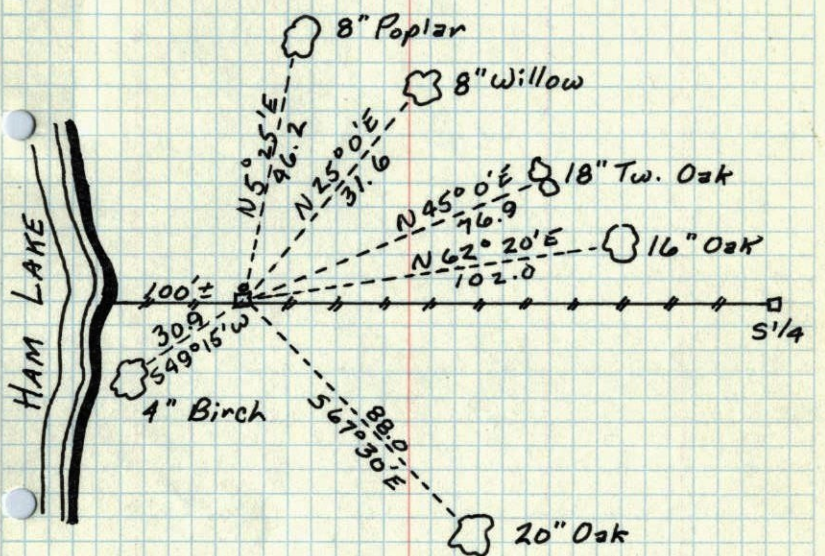 8" Poplar
8" Willow
N 5° 25' E
46.2
N 25° 0' E
31.6
N 45° 0' E
76.9
18" Tw. Oak
N 62° 20' E
102.0
16" Oak
HAM LAKE
100'±
S 1/4
30.9
S 49° 15' W
4" Birch
88.0
S 67° 30' E
20" Oak